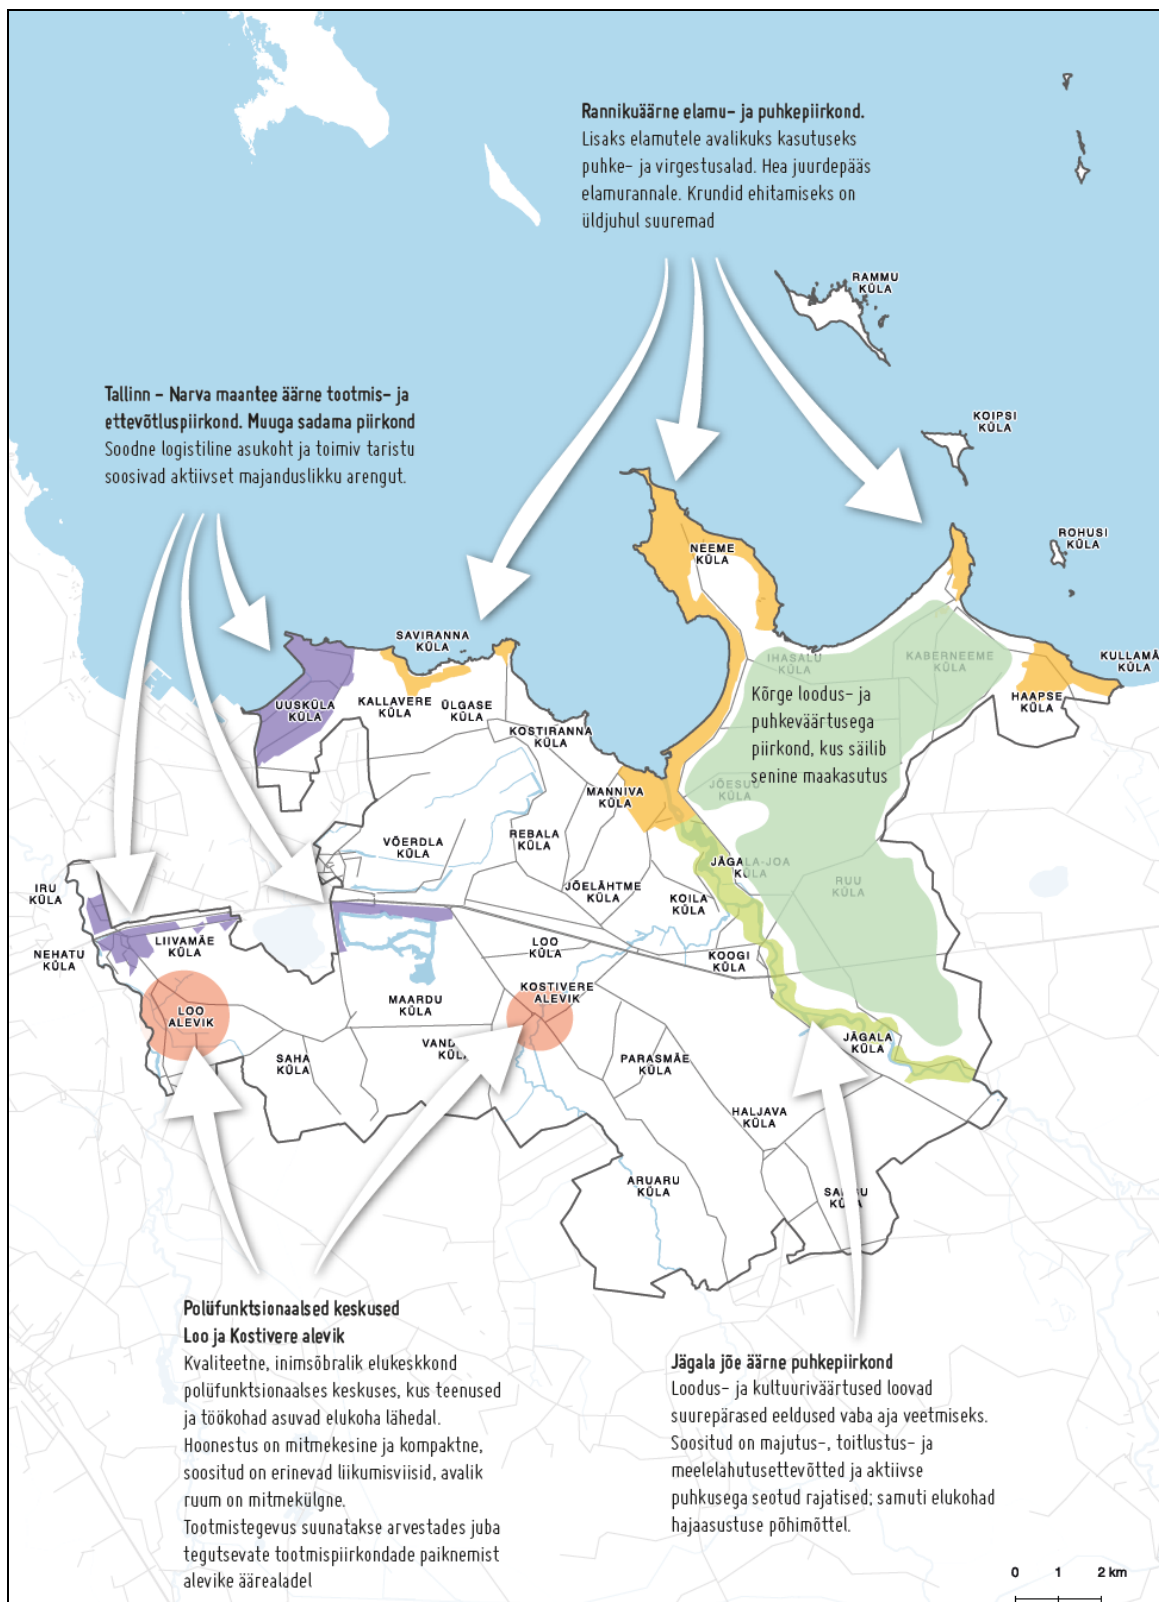 Rannikuäärne elamu- ja puhkepiirkond.
Lisaks elamutele avalikuks kasutuseks
puhke- ja virgestusalad. Hea juurdepääs
elamurannale. Krundid ehitamiseks on
üldjuhul suuremad
RAMMU
KÜLA
Tallinn - Narva maantee äärne tootmis- ja
ettevõtluspiirkond. Muuga sadama piirkond
Soodne logistiline asukoht ja toimiv taristu
soosivad aktiivset majanduslikku arengut.
KOIPSI
KÜLA
ROHUSI
KÜLA
NEEME
KÜLA
SAVIRANNA
KÜLA
IHASALU
KÜLA
KABERNEEME
KÜLA
KULLAMÄ
KÜLA
UUSKÜLA
KÜLA
KALLAVERE
KÜLA
ÜLGASE
KÜLA
HAAPSE
KÜLA
Kõrge loodus- ja
puhkeväärtusega
piirkond, kus säilib
senine maakasutus
KOSTIRANNA
KÜLA
MANNIVA
KÜLA
JÕESUU
KÜLA
VÕERDLA
KÜLA
REBALA
KÜLA
JÄGALA-JOA
KÜLA
JÕELÄHTME
KÜLA
KOILA
KÜLA
RUU
KÜLA
IRU
KÜLA
NEHATU
KÜLA
LIIVAMÄE
KÜLA
LOO
KÜLA
KOOGI
KÜLA
MAARDU
KÜLA
KOSTIVERE
ALEVIK
LOO
ALEVIK
SAHA
KÜLA
VAND
KÜL
PARASMÄE
KÜLA
JÄGALA
KÜLA
HALJAVA
KÜLA
ARUARU
KÜLA
SA U
KÜLA
Polüfunktsionaalsed keskused
Loo ja Kostivere alevik
Kvaliteetne, inimsõbralik elukeskkond
polüfunktsionaalses keskuses, kus teenused
ja töökohad asuvad elukoha lähedal.
Hoonestus on mitmekesine ja kompaktne,
soositud on erinevad liikumisviisid, avalik
ruum on mitmekülgne.
Tootmistegevus suunatakse arvestades juba
tegutsevate tootmispiirkondade paiknemist
alevike äärealadel
Jägala jõe äärne puhkepiirkond
Loodus- ja kultuuriväärtused loovad
suurepärased eeldused vaba aja veetmiseks.
Soositud on majutus-, toitlustus- ja
meelelahutusettevõtted ja aktiivse
puhkusega seotud rajatised; samuti elukohad
hajaasustuse põhimõttel.
0 1 2 km